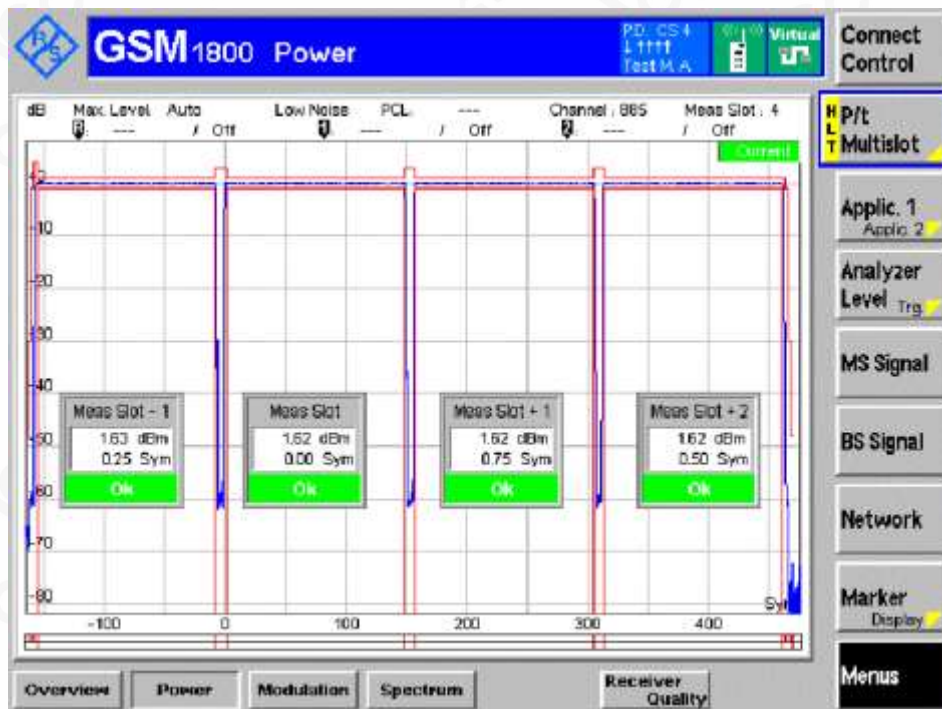 R S
GSM1800 Power
P.D. CS4
↓↑↑↑↑
Test M. A.
Virtual
Connect
Control
dB Max. Level Auto Low Noise PCL: --- Channel : 885 Meas Slot : 4
--- / Off --- / Off --- / Off
Current
HLT
P/t
Multislot
Applic. 1
Applic. 2
Analyzer
Level Trg.
MS Signal
BS Signal
Network
Marker
Display
Menus
-10
-20
-30
-40
-50
-60
-70
-80
Meas Slot - 1
1.63 dBm
0.25 Sym
Ok
Meas Slot
1.62 dBm
0.00 Sym
Ok
Meas Slot + 1
1.62 dBm
0.75 Sym
Ok
Meas Slot + 2
1.62 dBm
0.50 Sym
Ok
-100 0 100 200 300 400
Overview Power Modulation Spectrum Receiver
Quality